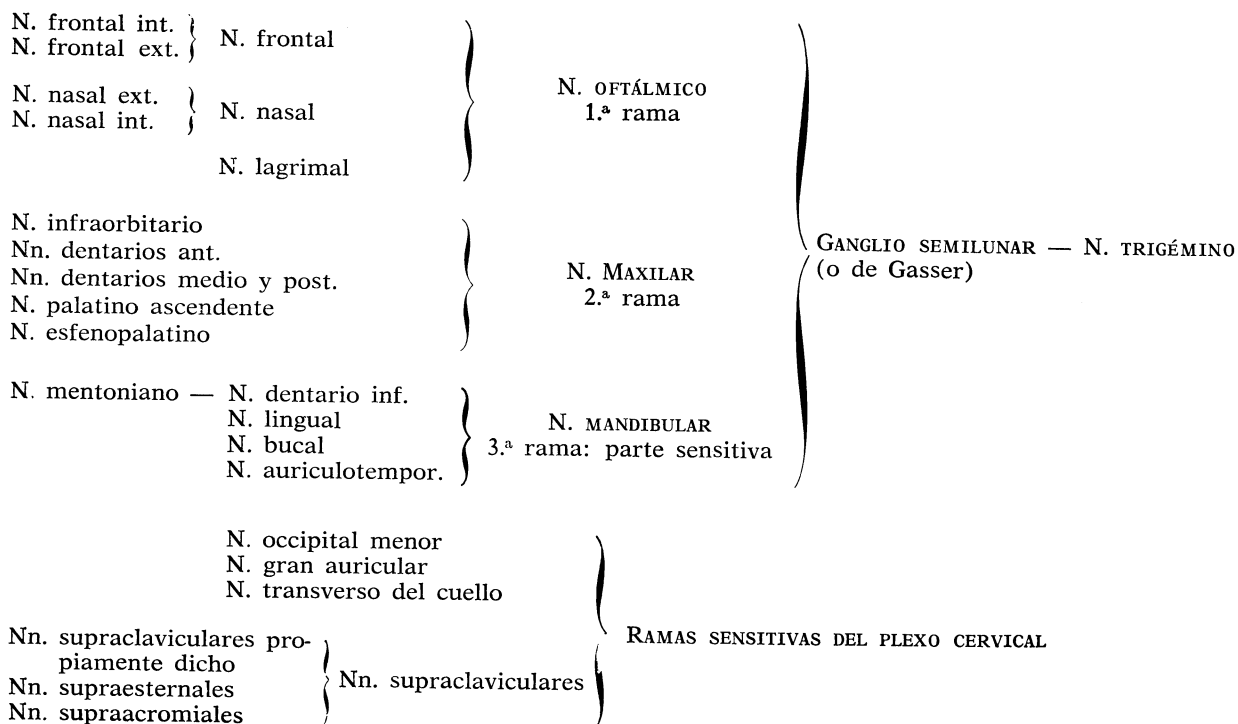 N. frontal int.
N. frontal ext.
N. frontal
N. nasal ext.
N. nasal int.
N. nasal
N. lagrimal
N. OFTÁLMICO
1.ª rama
N. infraorbitario
Nn. dentarios ant.
Nn. dentarios medio y post.
N. palatino ascendente
N. esfenopalatino
N. MAXILAR
2.ª rama
N. mentoniano — N. dentario inf.
N. lingual
N. bucal
N. auriculotempor.
N. MANDIBULAR
3.ª rama: parte sensitiva
GANGLIO SEMILUNAR — N. TRIGÉMINO
(o de Gasser)
N. occipital menor
N. gran auricular
N. transverso del cuello
Nn. supraclaviculares pro-
piamente dicho
Nn. supraesternales
Nn. supraacromiales
Nn. supraclaviculares
RAMAS SENSITIVAS DEL PLEXO CERVICAL